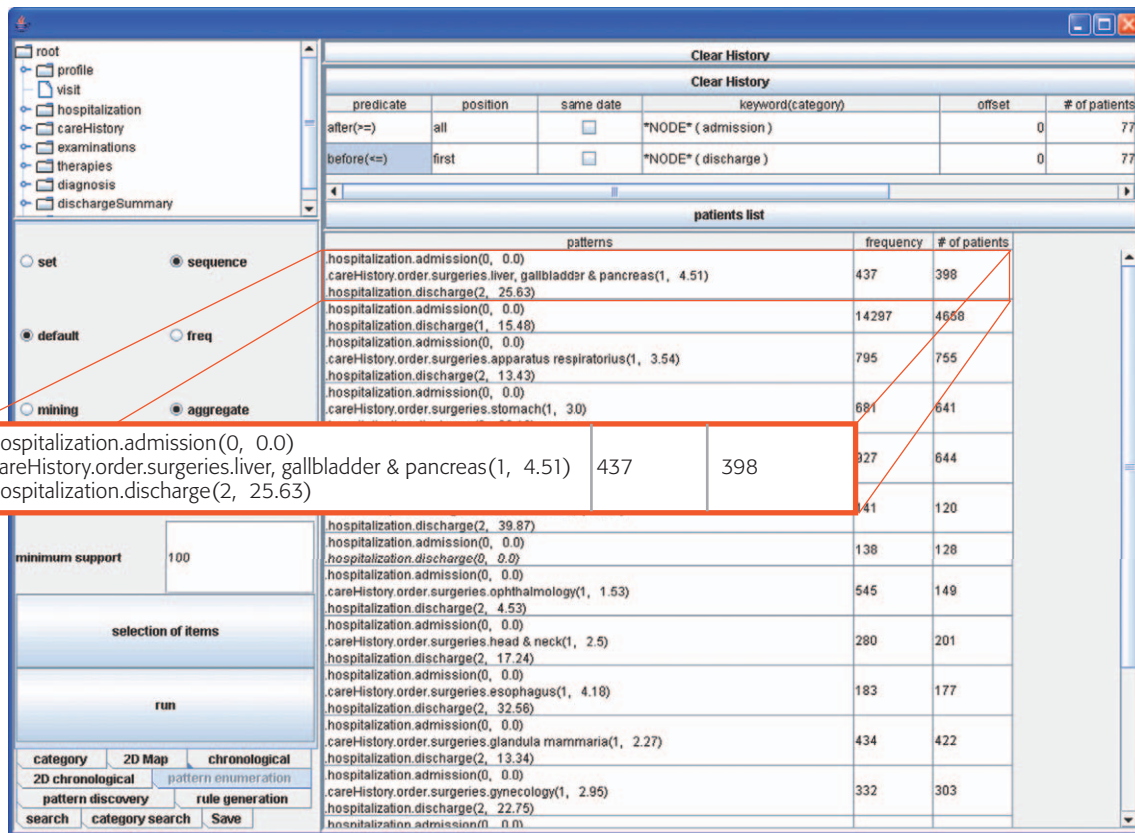 root
profile
visit
hospitalization
careHistory
examinations
therapies
diagnosis
dischargeSummary
set
sequence
default
freq
mining
aggregate
minimum support 100
selection of items
run
category 2D Map chronological
2D chronological pattern enumeration
pattern discovery rule generation
search category search Save
Clear History
Clear History
predicate position same date keyword(category) offset # of patients
after(>=) all *NODE* ( admission ) 0 77
before(<=) first *NODE* ( discharge ) 0 77
patients list
patterns frequency # of patients
.hospitalization.admission(0, 0.0)
.careHistory.order.surgeries.liver, gallbladder & pancreas(1, 4.51) 437 398
.hospitalization.discharge(2, 25.63)
.hospitalization.admission(0, 0.0)
.hospitalization.discharge(1, 15.48) 14297 4658
.hospitalization.admission(0, 0.0)
.careHistory.order.surgeries.apparatus respiratorius(1, 3.54) 795 755
.hospitalization.discharge(2, 13.43)
.hospitalization.admission(0, 0.0)
.careHistory.order.surgeries.stomach(1, 3.0) 681 641
ospitalization.admission(0, 0.0)
areHistory.order.surgeries.liver, gallbladder & pancreas(1, 4.51) 437 398
ospitalization.discharge(2, 25.63)
927 644
141 120
.hospitalization.discharge(2, 39.87)
.hospitalization.admission(0, 0.0)
.hospitalization.discharge(0, 0.0) 138 128
.hospitalization.admission(0, 0.0)
.careHistory.order.surgeries.ophthalmology(1, 1.53) 545 149
.hospitalization.discharge(2, 4.53)
.hospitalization.admission(0, 0.0)
.careHistory.order.surgeries.head & neck(1, 2.5) 280 201
.hospitalization.discharge(2, 17.24)
.hospitalization.admission(0, 0.0)
.careHistory.order.surgeries.esophagus(1, 4.18) 183 177
.hospitalization.discharge(2, 32.56)
.hospitalization.admission(0, 0.0)
.careHistory.order.surgeries.glandula mammaria(1, 2.27) 434 422
.hospitalization.discharge(2, 13.34)
.hospitalization.admission(0, 0.0)
.careHistory.order.surgeries.gynecology(1, 2.95) 332 303
.hospitalization.discharge(2, 22.75)
.hospitalization.admission(0, 0.0)